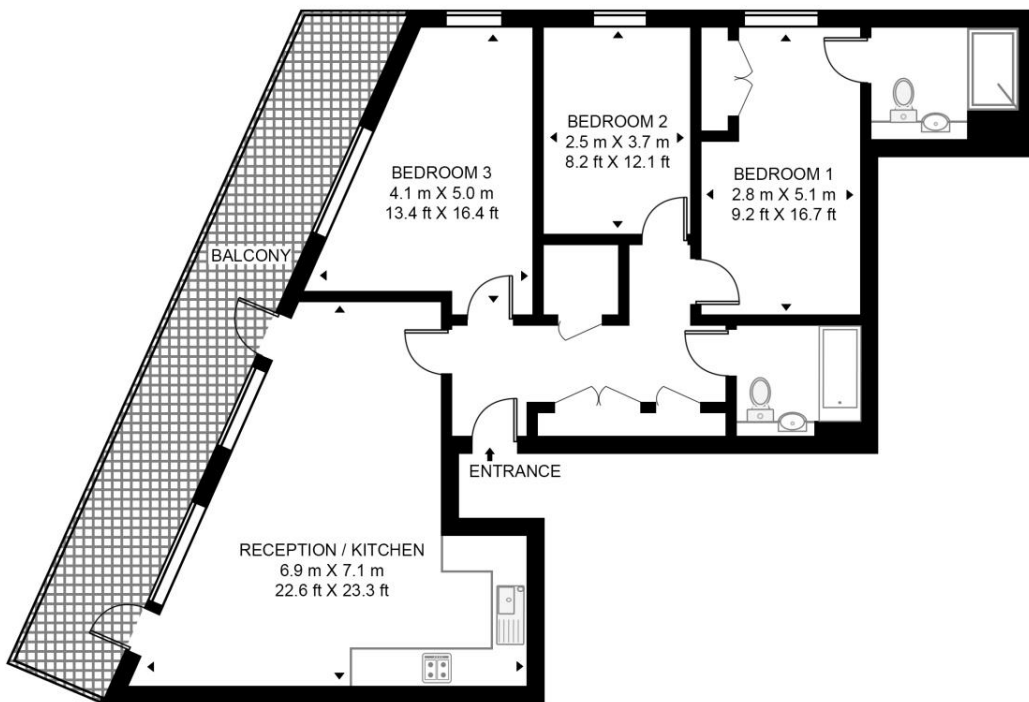 BEDROOM 2
2.5 m X 3.7 m
8.2 ft X 12.1 ft
BEDROOM 3
4.1 m X 5.0 m
13.4 ft X 16.4 ft
BEDROOM 1
2.8 m X 5.1 m
9.2 ft X 16.7 ft
BALCONY
ENTRANCE
RECEPTION / KITCHEN
6.9 m X 7.1 m
22.6 ft X 23.3 ft